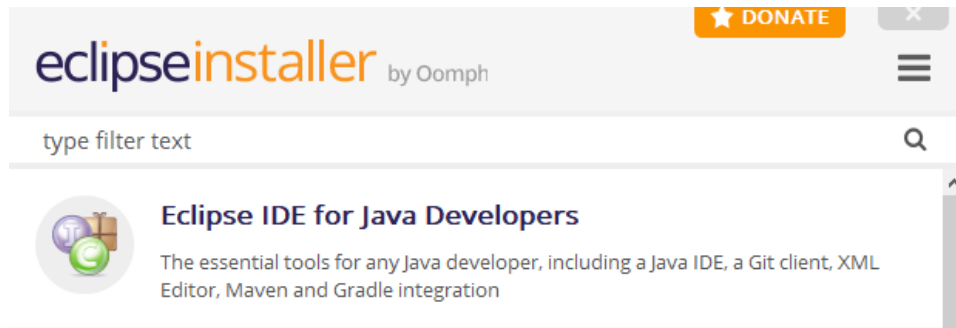 DONATE
eclipseinstaller by Oomph
type filter text
Eclipse IDE for Java Developers
The essential tools for any Java developer, including a Java IDE, a Git client, XML
Editor, Maven and Gradle integration